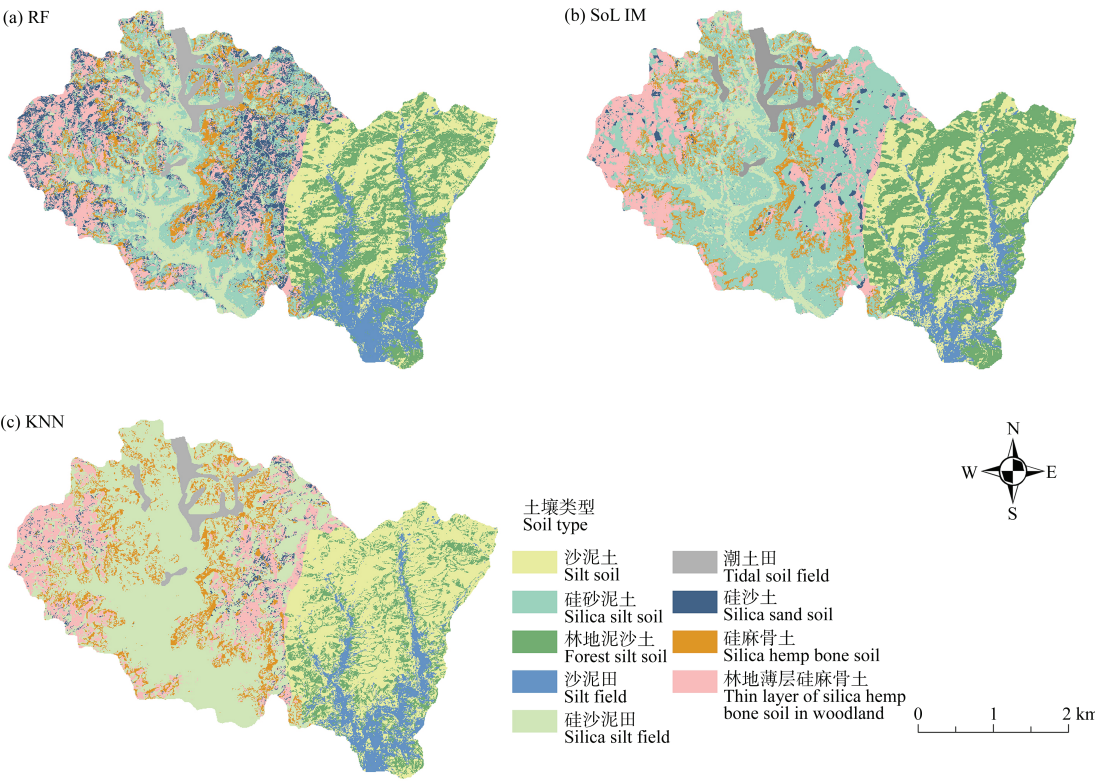 (a) RF
(b) SoL IM
(c) KNN
N
W
E
S
土壤类型
Soil type
沙泥土
Silt soil
硅砂泥土
Silica silt soil
林地泥沙土
Forest silt soil
沙泥田
Silt field
硅沙泥田
Silica silt field
潮土田
Tidal soil field
硅沙土
Silica sand soil
硅麻骨土
Silica hemp bone soil
林地薄层硅麻骨土
Thin layer of silica hemp
bone soil in woodland
0 1 2 km